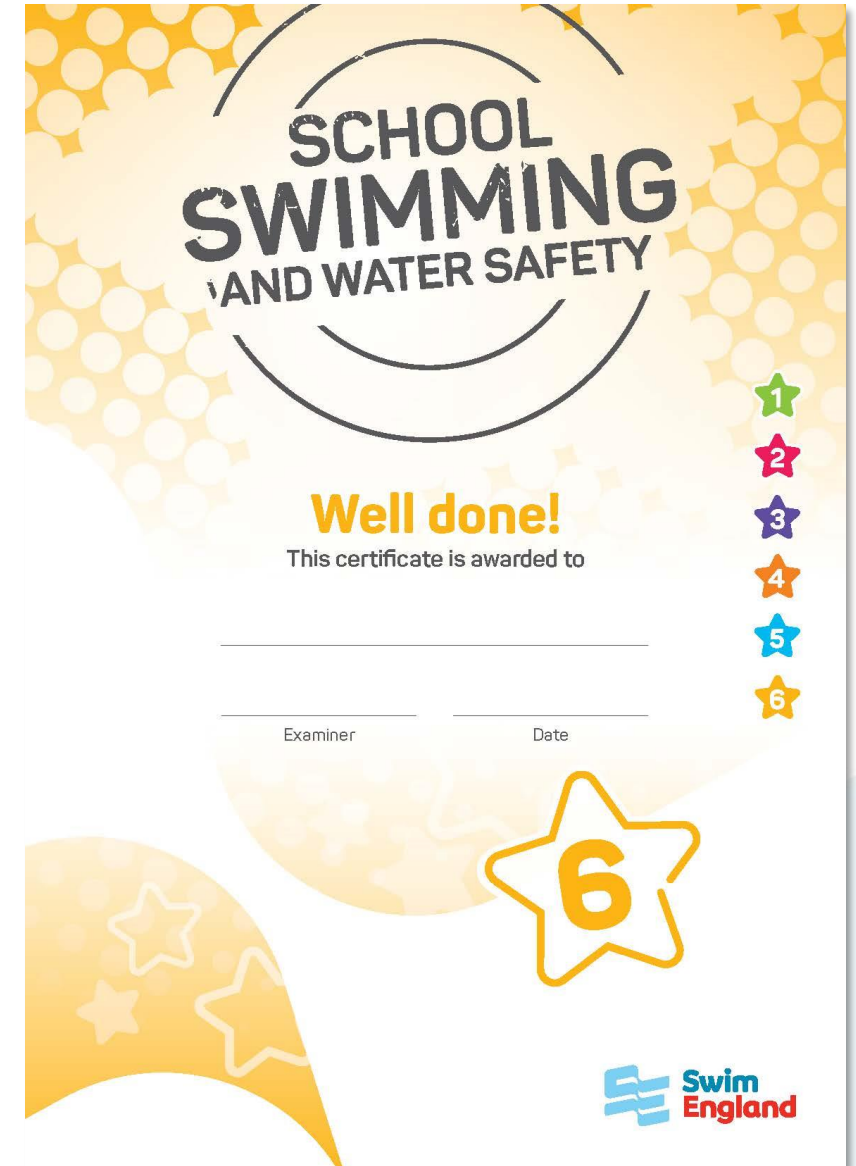 SCHOOL
SWIMMING
AND WATER SAFETY
1
2
3
4
5
6
Well done!
This certificate is awarded to
Examiner
Date
6
Swim
England